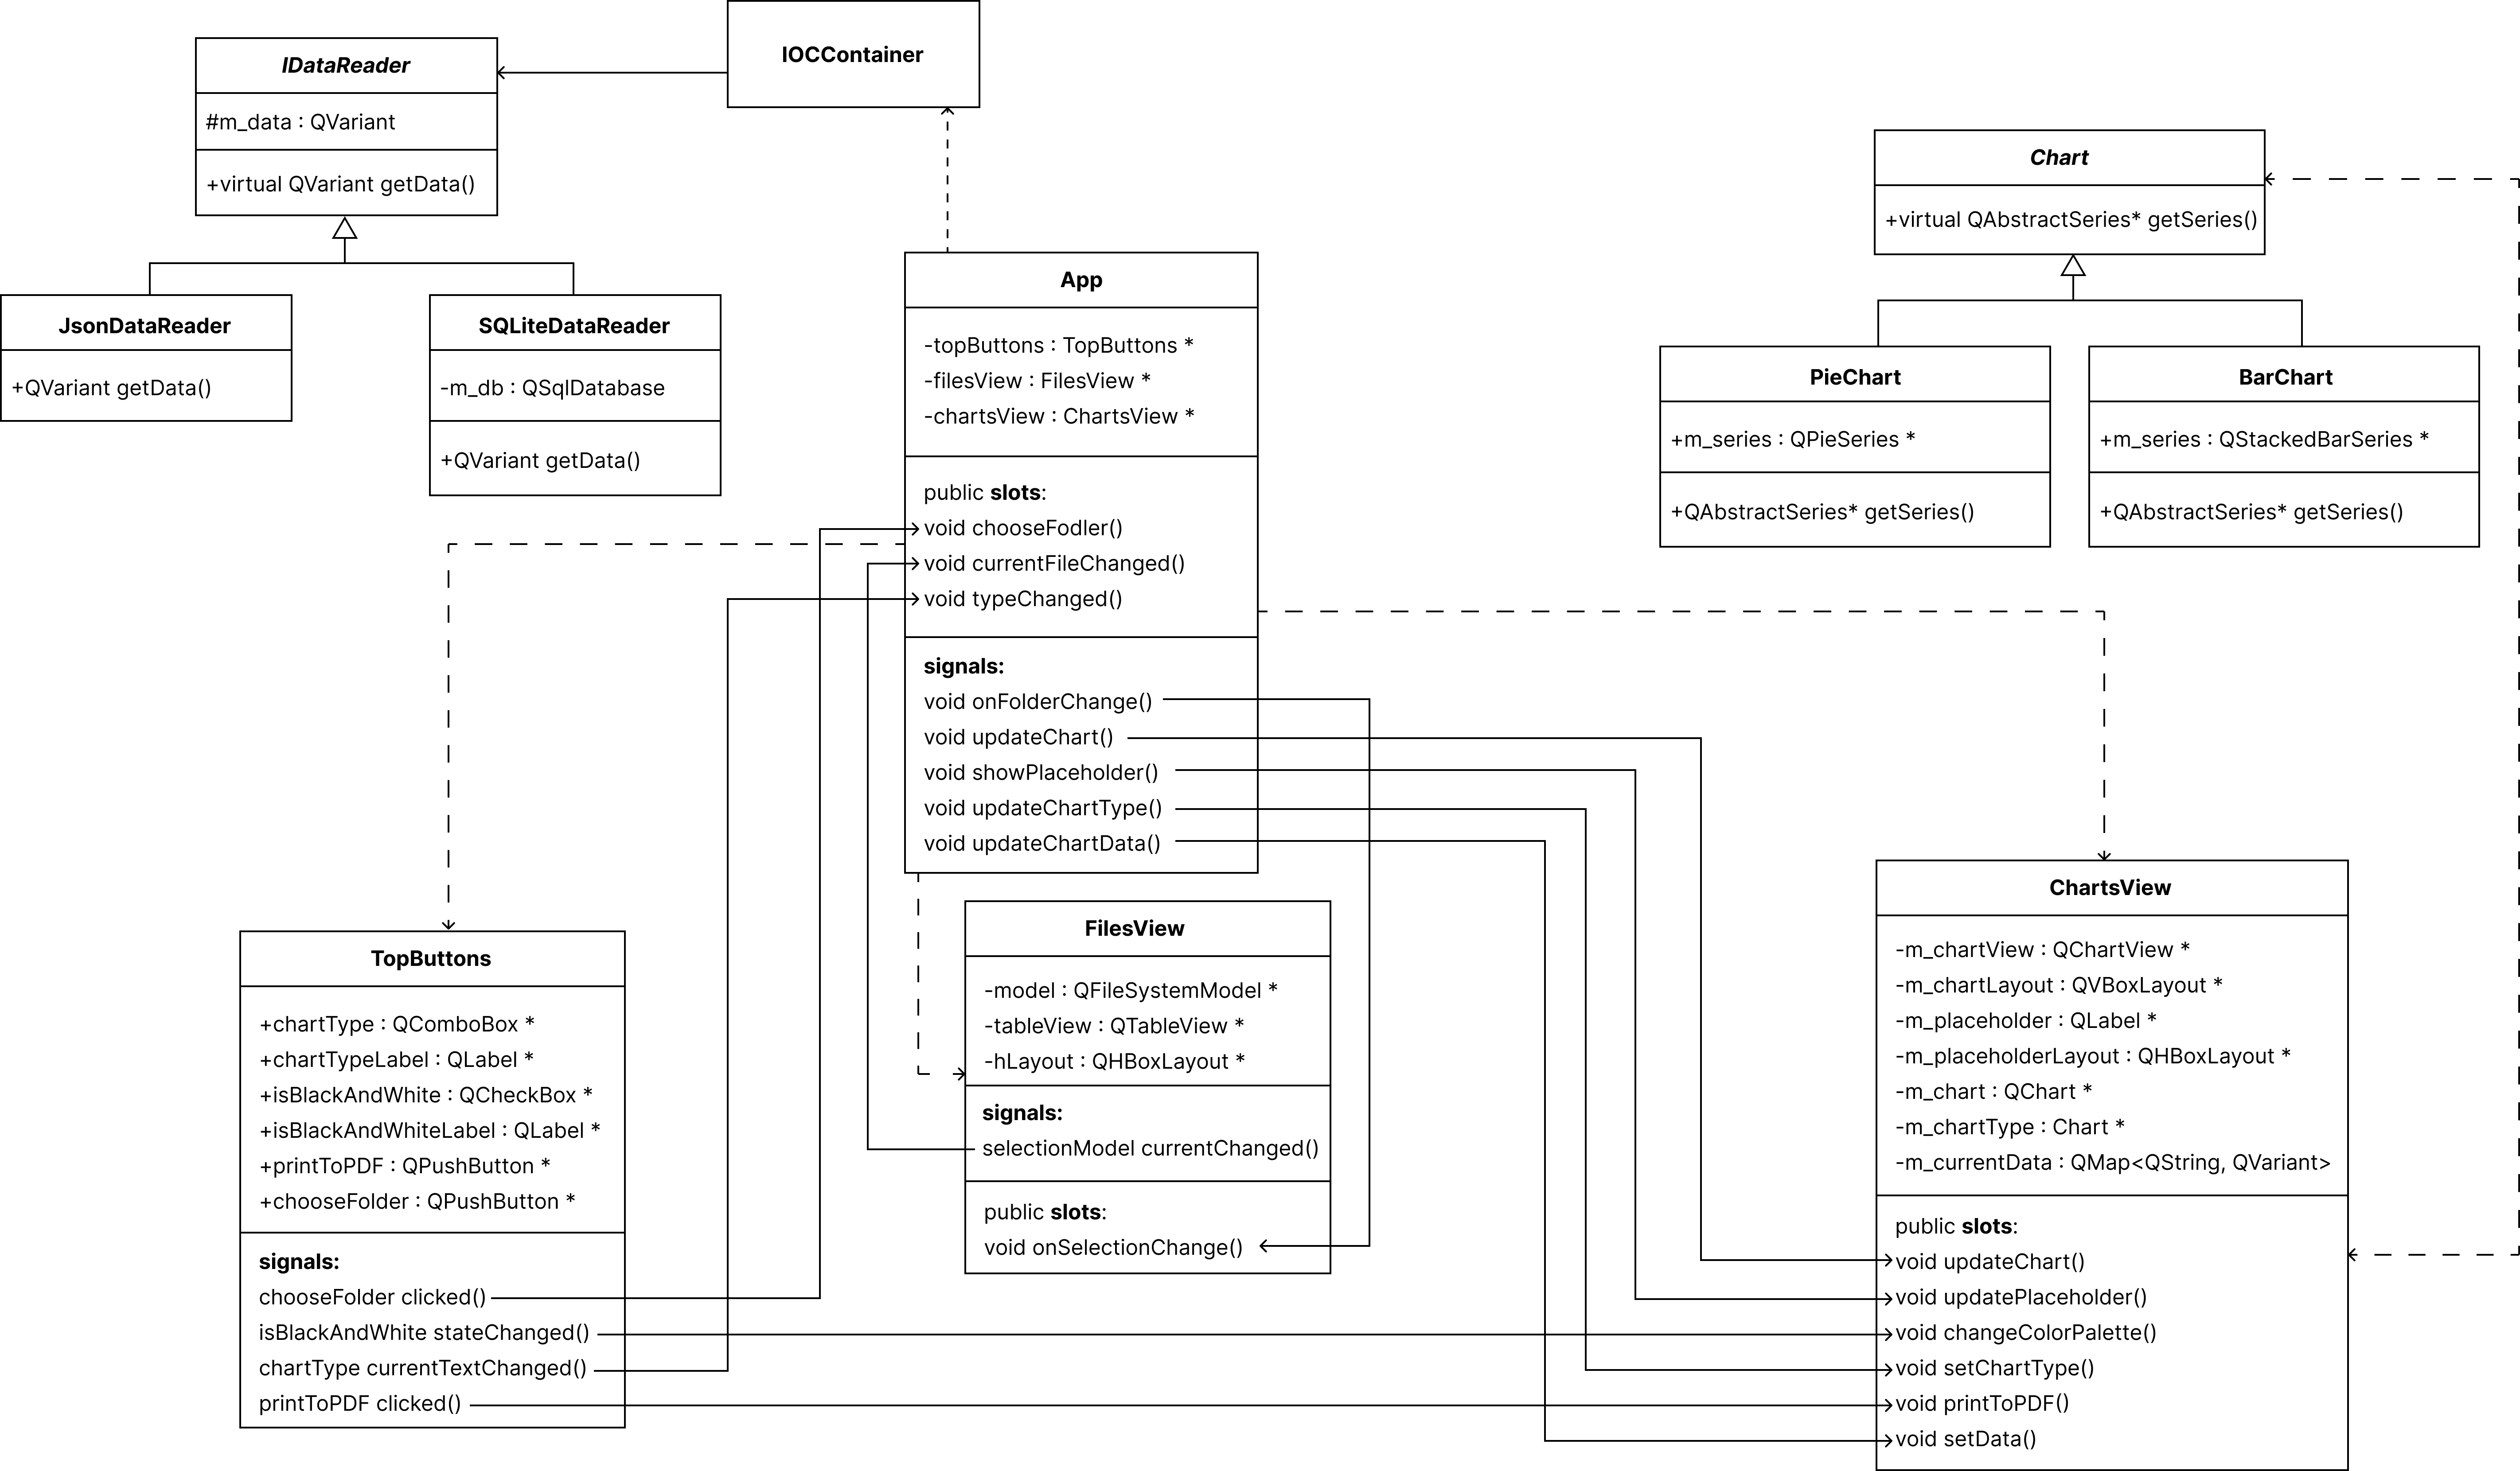 IOCContainer
IDataReader
#m_data : QVariant
+virtual QVariant getData()
JsonDataReader
+QVariant getData()
SQLiteDataReader
-m_db : QSqlDatabase
+QVariant getData()
Chart
+virtual QAbstractSeries* getSeries()
PieChart
+m_series : QPieSeries *
+QAbstractSeries* getSeries()
BarChart
+m_series : QStackedBarSeries *
+QAbstractSeries* getSeries()
App
-topButtons : TopButtons *
-filesView : FilesView *
-chartsView : ChartsView *
public slots:
void chooseFodler()
void currentFileChanged()
void typeChanged()
signals:
void onFolderChange()
void updateChart()
void showPlaceholder()
void updateChartType()
void updateChartData()
TopButtons
+chartType : QComboBox *
+chartTypeLabel : QLabel *
+isBlackAndWhite : QCheckBox *
+isBlackAndWhiteLabel : QLabel *
+printToPDF : QPushButton *
+chooseFolder : QPushButton *
signals:
chooseFolder clicked()
isBlackAndWhite stateChanged()
chartType currentTextChanged()
printToPDF clicked()
FilesView
-model : QFileSystemModel *
-tableView : QTableView *
-hLayout : QHBoxLayout *
signals:
selectionModel currentChanged()
public slots:
void onSelectionChange()
ChartsView
-m_chartView : QChartView *
-m_chartLayout : QVBoxLayout *
-m_placeholder : QLabel *
-m_placeholderLayout : QHBoxLayout *
-m_chart : QChart *
-m_chartType : Chart *
-m_currentData : QMap<QString, QVariant>
public slots:
void updateChart()
void updatePlaceholder()
void changeColorPalette()
void setChartType()
void printToPDF()
void setData()